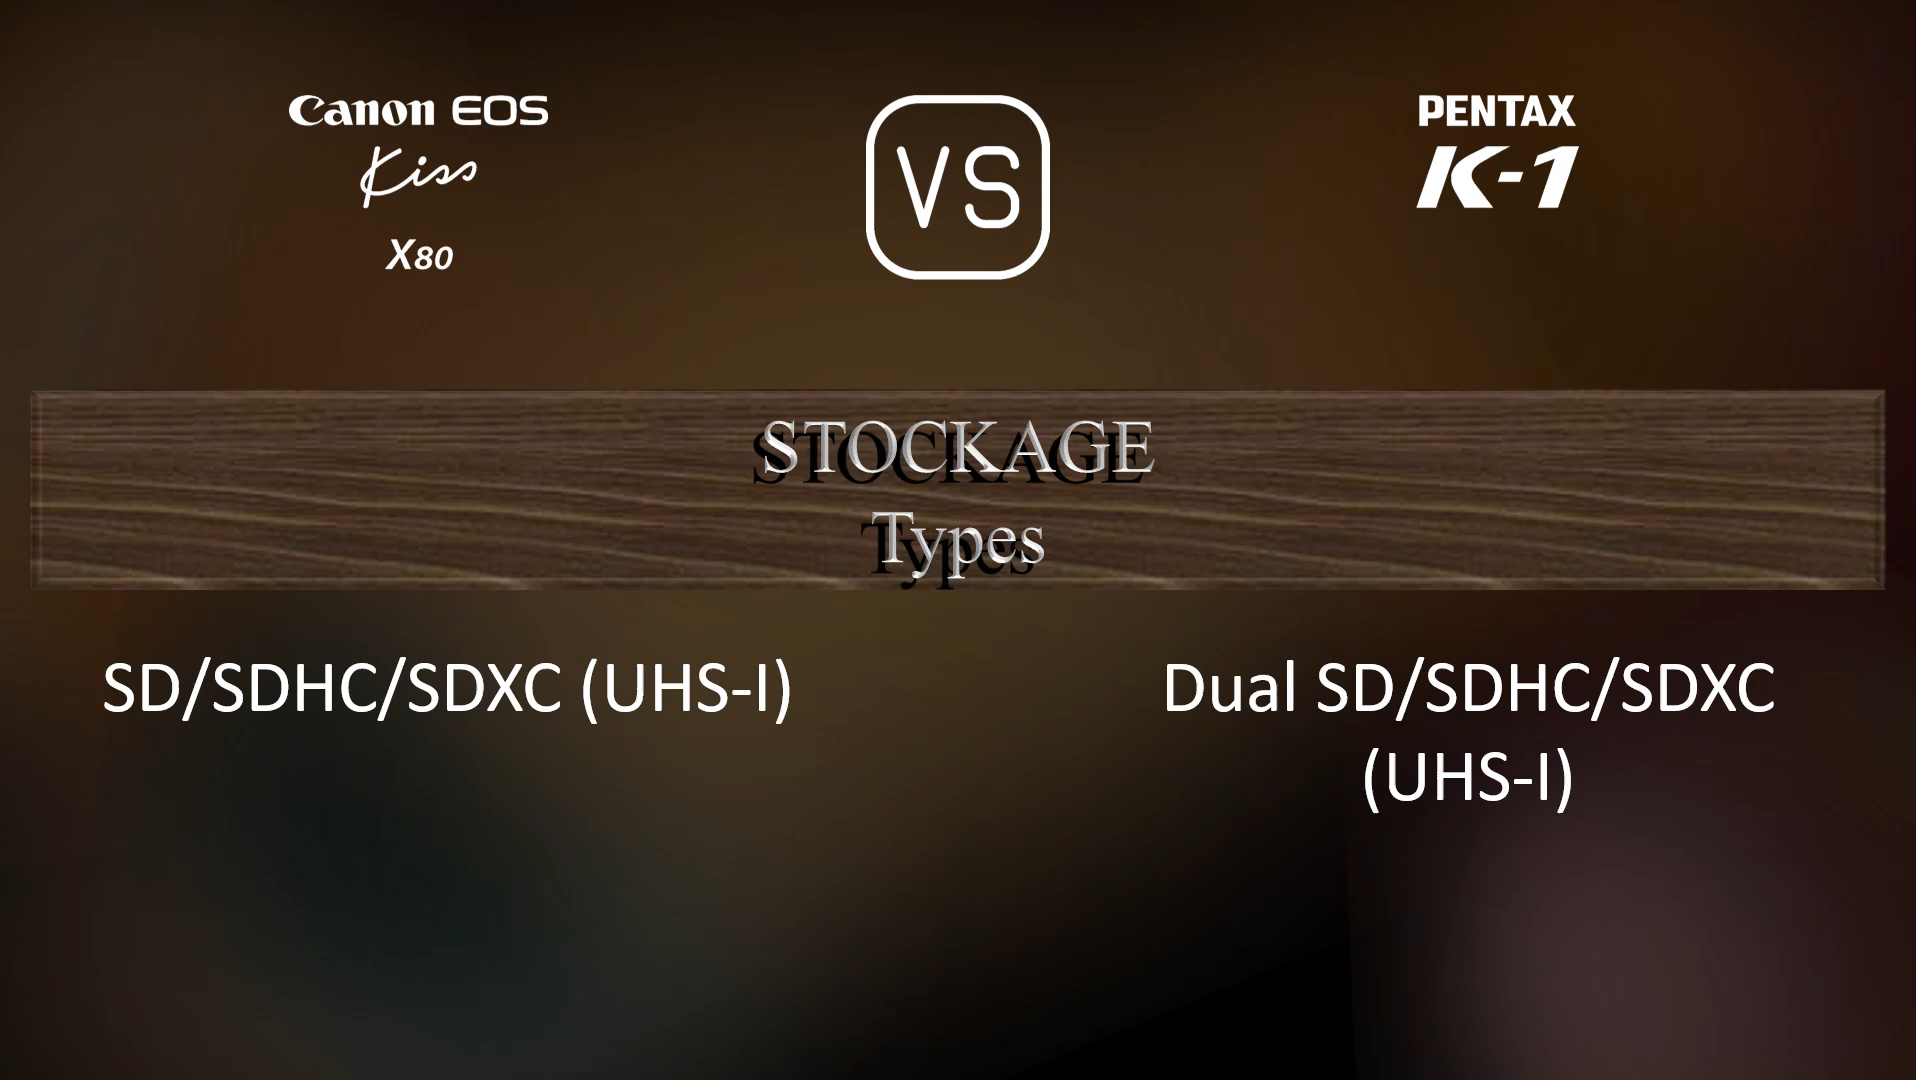 Canon EOS
Kiss
X80
VS
PENTAX
K-1
STOCKAGE
Types
SD/SDHC/SDXC (UHS-I)
Dual SD/SDHC/SDXC
(UHS-I)